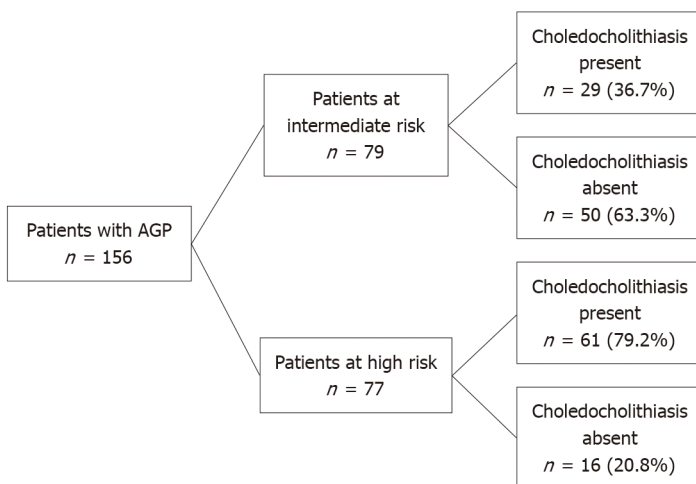 Patients with AGP
n = 156
Patients at
intermediate risk
n = 79
Patients at high risk
n = 77
Choledocholithiasis
present
n = 29 (36.7%)
Choledocholithiasis
absent
n = 50 (63.3%)
Choledocholithiasis
present
n = 61 (79.2%)
Choledocholithiasis
absent
n = 16 (20.8%)